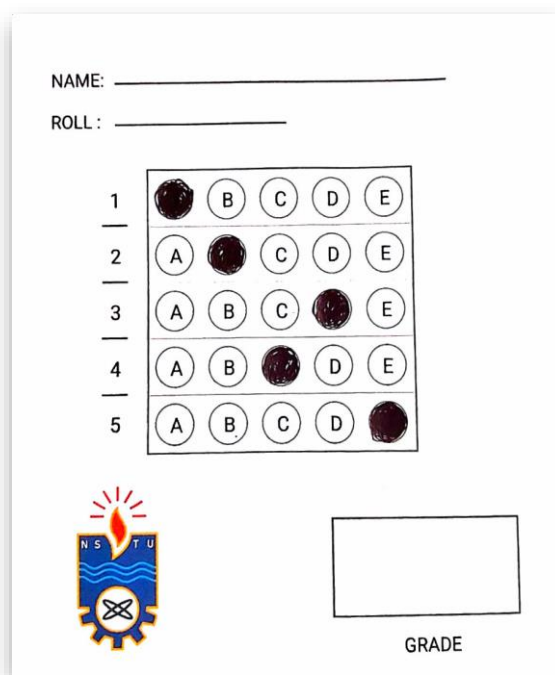 NAME:
ROLL :
1 B C D E
2 A C D E
3 A B C E
4 A B D E
5 A B C D
N S T U
GRADE